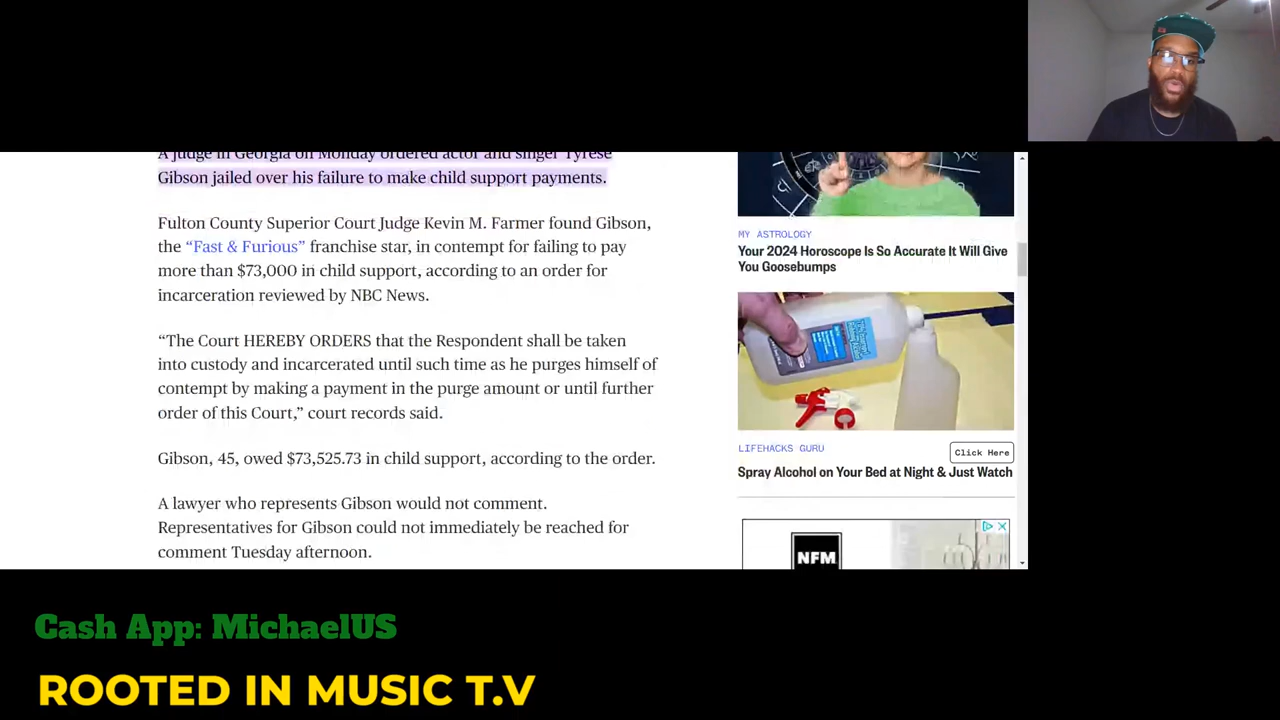 A judge in Georgia on Monday ordered actor and singer Tyrese
Gibson jailed over his failure to make child support payments.
Fulton County Superior Court Judge Kevin M. Farmer found Gibson,
the “Fast & Furious” franchise star, in contempt for failing to pay
more than $73,000 in child support, according to an order for
incarceration reviewed by NBC News.
“The Court HEREBY ORDERS that the Respondent shall be taken
into custody and incarcerated until such time as he purges himself of
contempt by making a payment in the purge amount or until further
order of this Court,” court records said.
Gibson, 45, owed $73,525.73 in child support, according to the order.
A lawyer who represents Gibson would not comment.
Representatives for Gibson could not immediately be reached for
comment Tuesday afternoon.
MY ASTROLOGY
Your 2024 Horoscope Is So Accurate It Will Give
You Goosebumps
LIFEHACKS GURU
Click Here
Spray Alcohol on Your Bed at Night & Just Watch
NFM
Cash App: MichaelUS
ROOTED IN MUSIC T.V